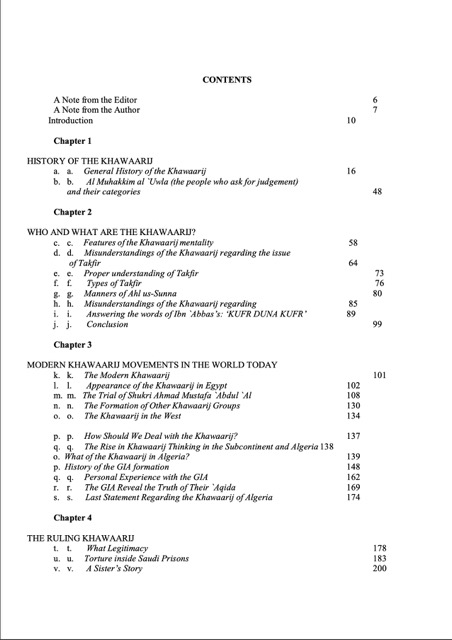 CONTENTS
A Note from the Editor 6
A Note from the Author 7
Introduction 10
Chapter 1
HISTORY OF THE KHAWAARIJ
a. a. General History of the Khawaarij 16
b. b. Al Muhakkim al `Uwla (the people who ask for judgement)
and their categories 48
Chapter 2
WHO AND WHAT ARE THE KHAWAARIJ?
c. c. Features of the Khawaarij mentality 58
d. d. Misunderstandings of the Khawaarij regarding the issue
of Takfir 64
e. e. Proper understanding of Takfir 73
f. f. Types of Takfir 76
g. g. Manners of Ahl us-Sunna 80
h. h. Misunderstandings of the Khawaarij regarding 85
i. i. Answering the words of Ibn `Abbas's: ‘KUFR DUNA KUFR’ 89
j. j. Conclusion 99
Chapter 3
MODERN KHAWAARIJ MOVEMENTS IN THE WORLD TODAY
k. k. The Modern Khawaarij 101
l. l. Appearance of the Khawaarij in Egypt 102
m. m. The Trial of Shukri Ahmad Mustafa `Abdul `Al 108
n. n. The Formation of Other Khawaarij Groups 130
o. o. The Khawaarij in the West 134
p. p. How Should We Deal with the Khawaarij? 137
q. q. The Rise in Khawaarij Thinking in the Subcontinent and Algeria 138
o. What of the Khawaarij in Algeria? 139
p. History of the GIA formation 148
q. q. Personal Experience with the GIA 162
r. r. The GIA Reveal the Truth of Their `Aqida 169
s. s. Last Statement Regarding the Khawaarij of Algeria 174
Chapter 4
THE RULING KHAWAARIJ
t. t. What Legitimacy 178
u. u. Torture inside Saudi Prisons 183
v. v. A Sister's Story 200